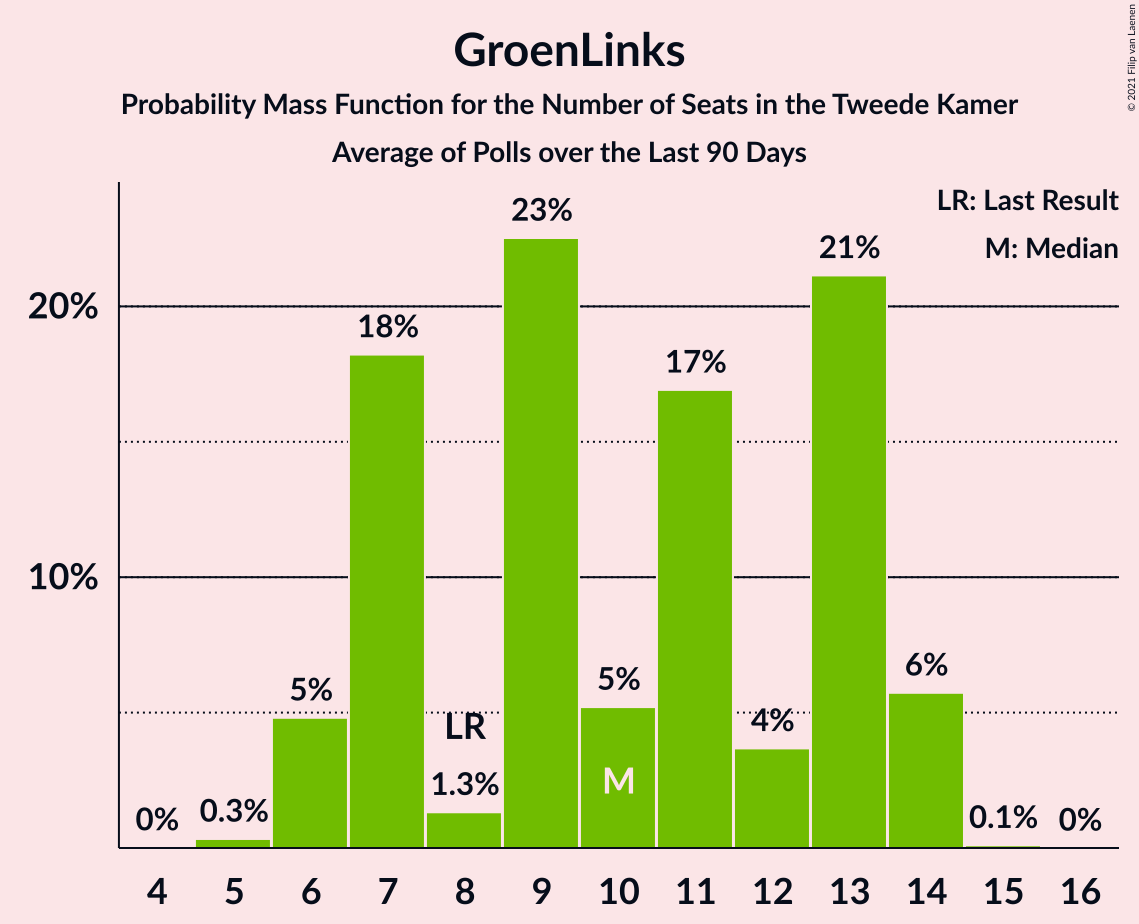 GroenLinks
Probability Mass Function for the Number of Seats in the Tweede Kamer
Average of Polls over the Last 90 Days
© 2021 Filip van Laenen
LR: Last Result
M: Median
20%
10%
0%
0.3%
5%
18%
LR
1.3%
23%
5%
M
17%
4%
21%
6%
0.1%
0%
4 5 6 7 8 9 10 11 12 13 14 15 16